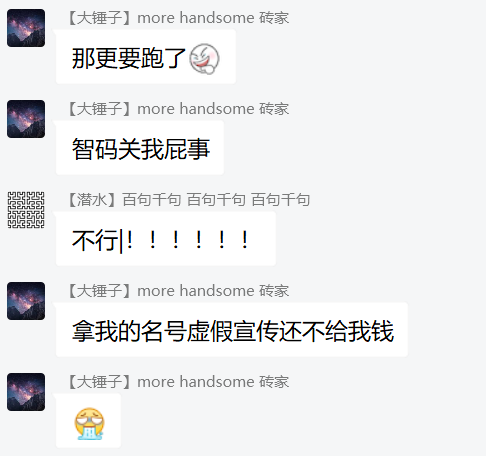 【大锤子】more handsome 砖家
那更要跑了
【大锤子】more handsome 砖家
智码关我屁事
【潜水】百句千句 百句千句 百句千句
不行|！！！！！！
【大锤子】more handsome 砖家
拿我的名号虚假宣传还不给我钱
【大锤子】more handsome 砖家